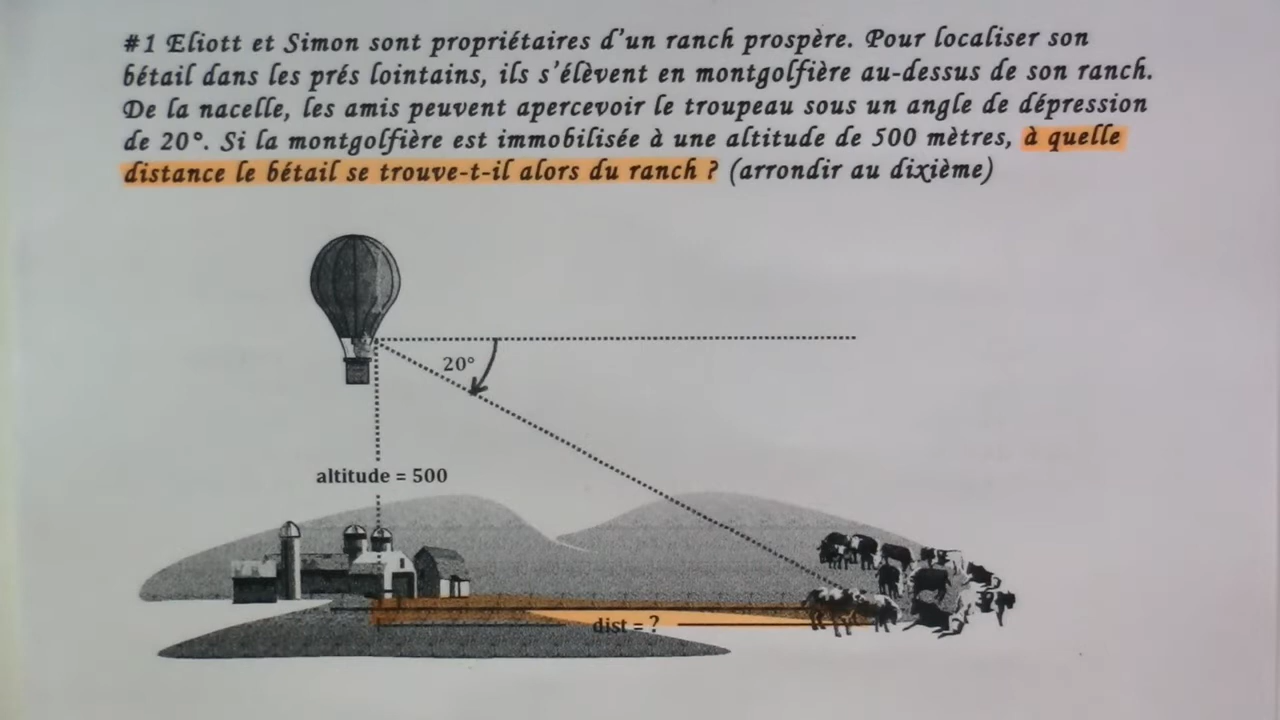 #1 Eliott et Simon sont propriétaires d'un ranch prospère. Pour localiser son
bétail dans les prés lointains, ils s'élèvent en montgolfière au-dessus de son ranch.
De la nacelle, les amis peuvent apercevoir le troupeau sous un angle de dépression
de 20°. Si la montgolfière est immobilisée à une altitude de 500 mètres, à quelle
distance le bétail se trouve-t-il alors du ranch ? (arrondir au dixième)
20°
altitude = 500
dist = ?